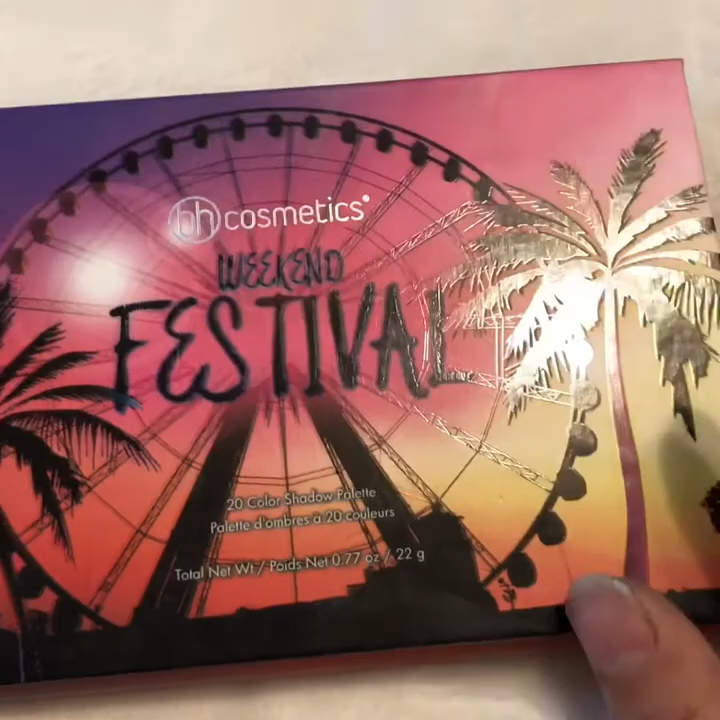 bh cosmetics
WEEKEND
FESTIVAL
20 Color Shadow Palette
Palette d'ombres à 20 couleurs
Total Net Wt / Poids Net 0.77 oz / 22 g